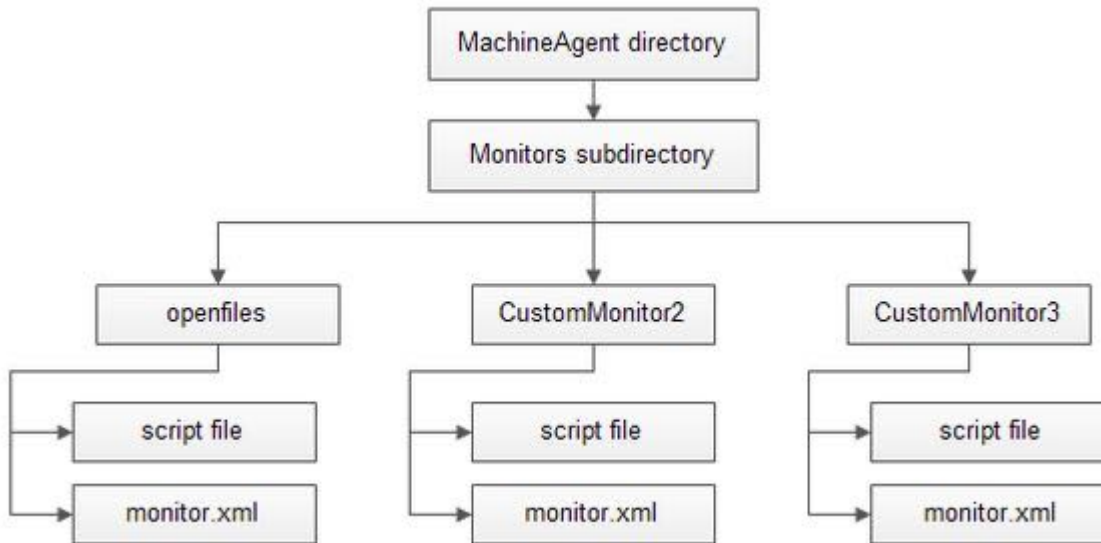 MachineAgent directory
Monitors subdirectory
openfiles
CustomMonitor2
CustomMonitor3
script file
script file
script file
monitor.xml
monitor.xml
monitor.xml